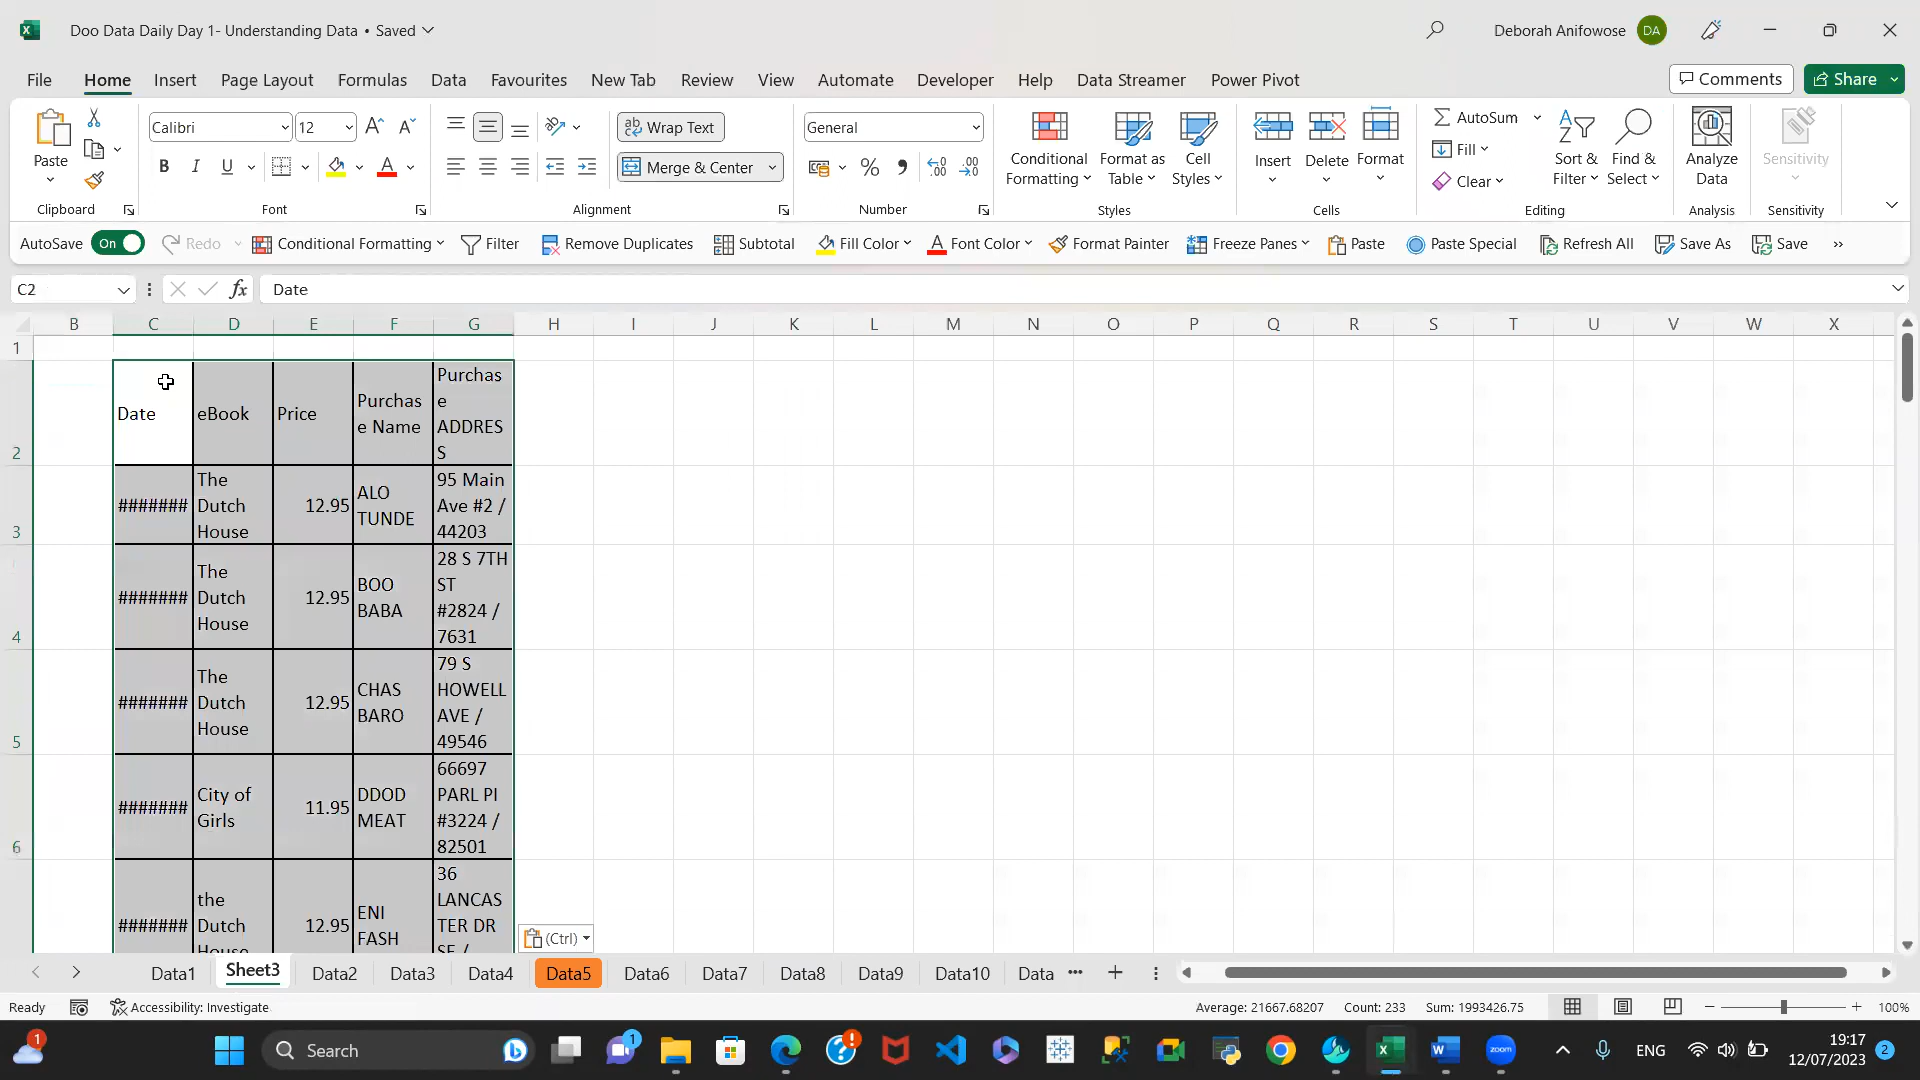 Doo Data Daily Day 1- Understanding Data • Saved
Deborah Anifowose
DA
File Home Insert Page Layout Formulas Data Favourites New Tab Review View Automate Developer Help Data Streamer Power Pivot
Comments
Share
Paste
Clipboard
Calibri
12
B I U
Font
Wrap Text
Merge & Center
Alignment
General
Number
Conditional
Formatting
Format as
Table
Cell
Styles
Styles
Insert
Delete
Format
Cells
AutoSum
Fill
Clear
Sort &
Filter
Find &
Select
Editing
Analyze
Data
Analysis
Sensitivity
Sensitivity
AutoSave On Redo Conditional Formatting Filter Remove Duplicates Subtotal Fill Color Font Color Format Painter Freeze Panes Paste Paste Special Refresh All Save As Save
C2
fx
Date
B C D E F G H I J K L M N O P Q R S T U V W X
1
2
Date
eBook
Price
Purchas
e Name
Purchas
e
ADDRES
S
3
#######
The
Dutch
House
12.95
ALO
TUNDE
95 Main
Ave #2 /
44203
4
#######
The
Dutch
House
12.95
BOO
BABA
28 S 7TH
ST
#2824 /
7631
5
#######
The
Dutch
House
12.95
CHAS
BARO
79 S
HOWELL
AVE /
49546
6
#######
City of
Girls
11.95
DDOD
MEAT
66697
PARL PI
#3224 /
82501
#######
the
Dutch
House
12.95
ENI
FASH
36
LANCAS
TER DR
SE /
(Ctrl)
Data1 Sheet3 Data2 Data3 Data4 Data5 Data6 Data7 Data8 Data9 Data10 Data ...
Ready
Accessibility: Investigate
Average: 21667.68207 Count: 233 Sum: 1993426.75
100%
1
Search
1
zoom
ENG
19:17
12/07/2023
2